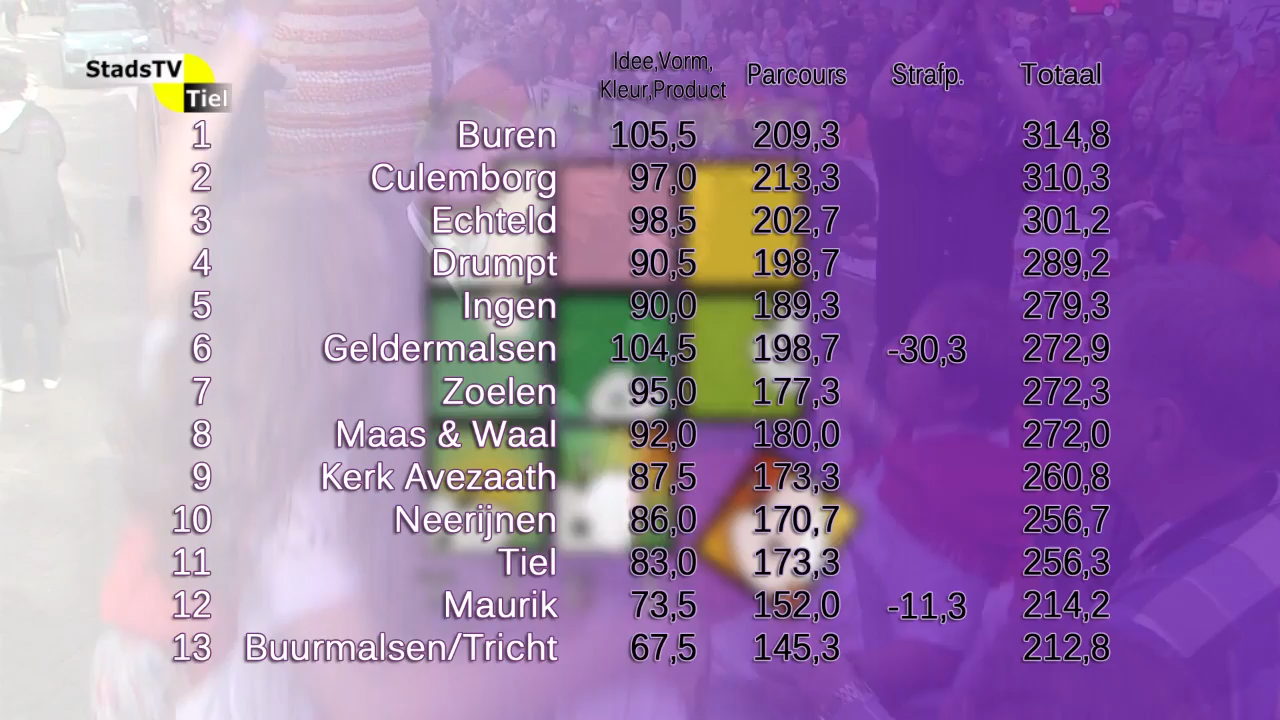 StadsTV
Tiel
Idee,Vorm,
Kleur,Product Parcours Strafp. Totaal
1 Buren 105,5 209,3 314,8
2 Culemborg 97,0 213,3 310,3
3 Echteld 98,5 202,7 301,2
4 Drumpt 90,5 198,7 289,2
5 Ingen 90,0 189,3 279,3
6 Geldermalsen 104,5 198,7 -30,3 272,9
7 Zoelen 95,0 177,3 272,3
8 Maas & Waal 92,0 180,0 272,0
9 Kerk Avezaath 87,5 173,3 260,8
10 Neerijnen 86,0 170,7 256,7
11 Tiel 83,0 173,3 256,3
12 Maurik 73,5 152,0 -11,3 214,2
13 Buurmalsen/Tricht 67,5 145,3 212,8